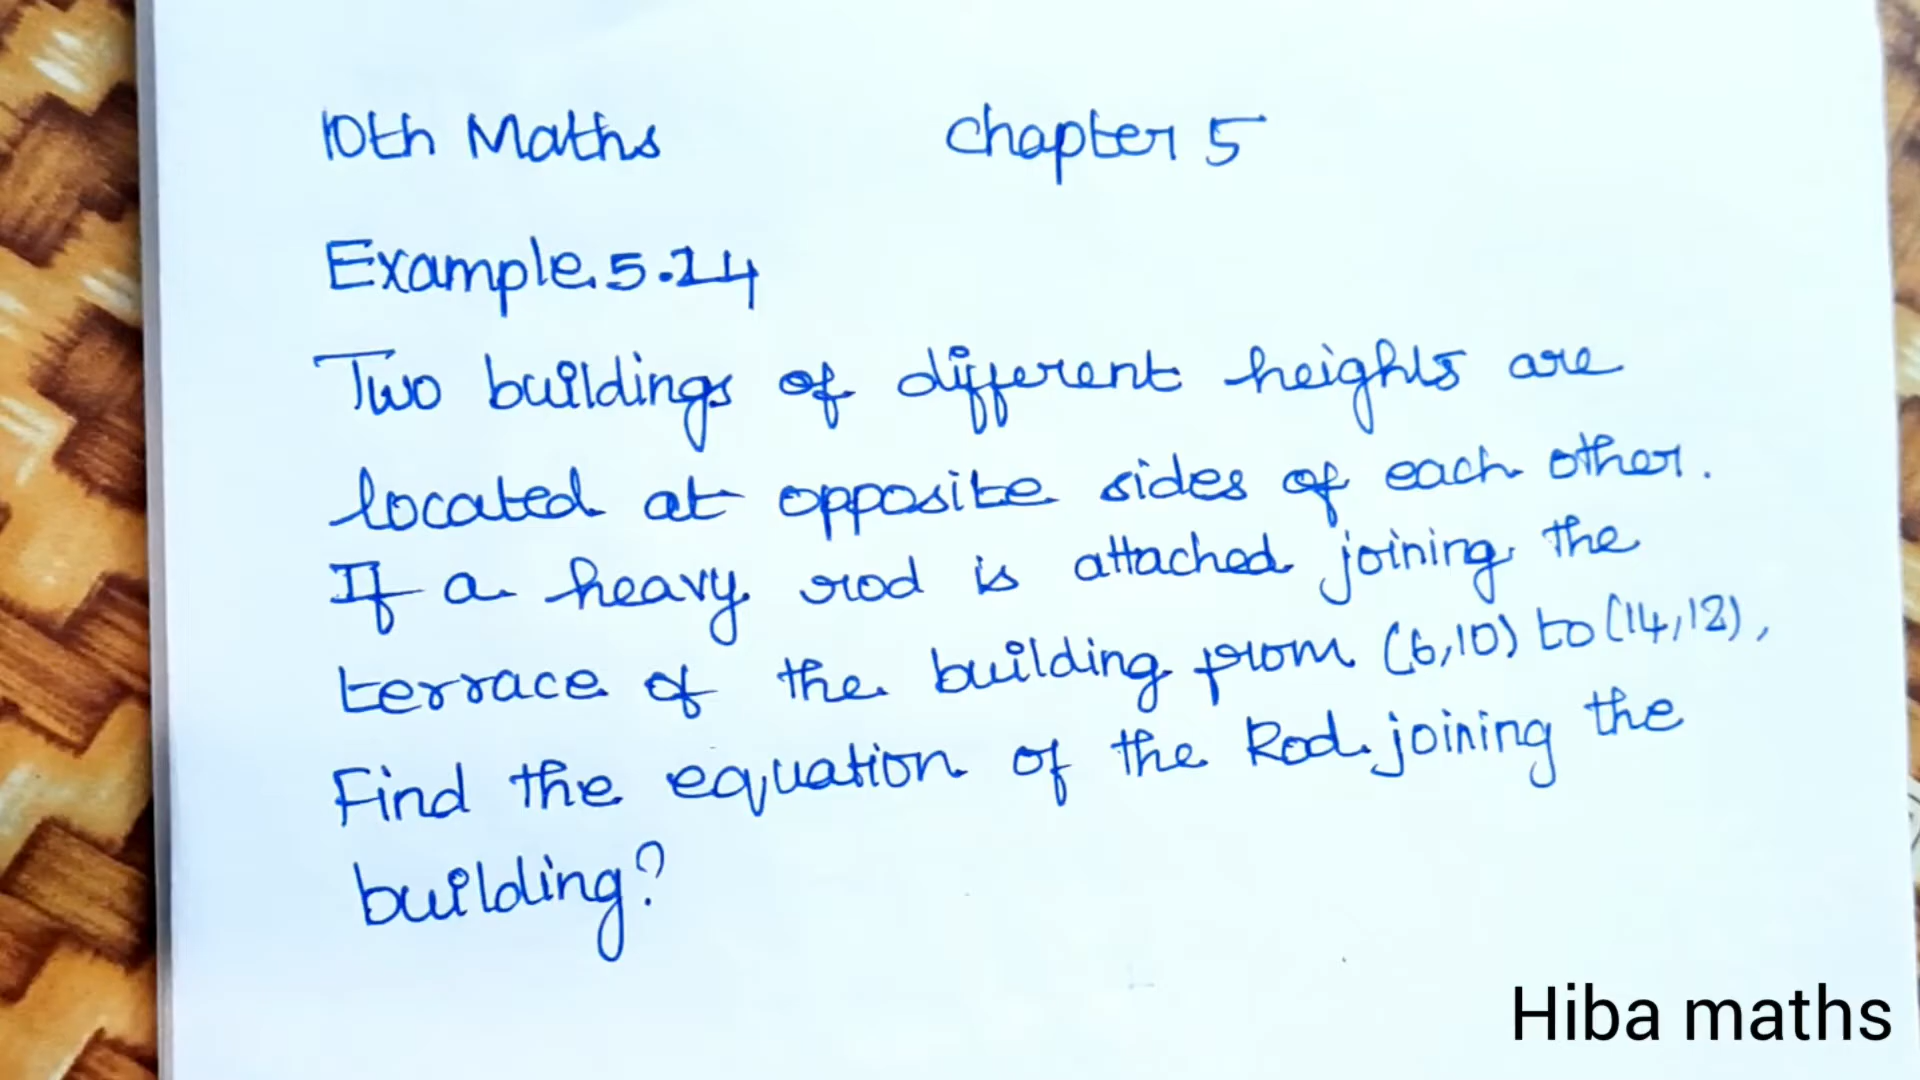 10th Maths chapter 5
Example.5.24
Two buildings of different heights are
located at opposite sides of each other.
If a heavy rod is attached joining the
terrace of the building from (6,10) to (14,12),
Find the equation of the Rod joining the
building?
Hiba maths